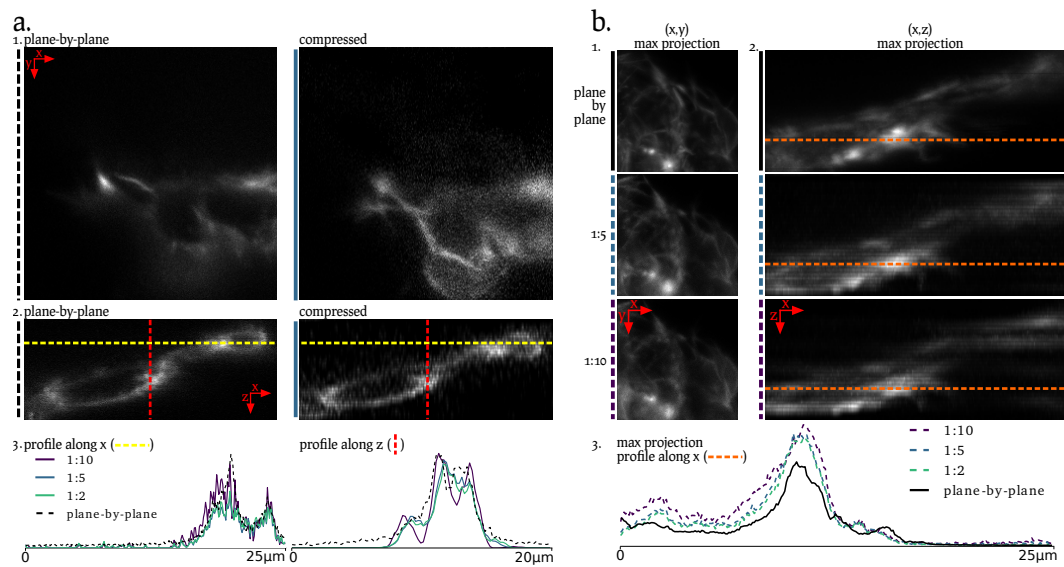 a.
1. plane-by-plane
compressed
x
y
2. plane-by-plane
compressed
x
z
3. profile along x ( )
profile along z ( )
1:10
1:5
1:2
plane-by-plane
0
25μm
0
20μm
b.
(x,y)
max projection
(x,z)
max projection
1.
2.
plane
by
plane
1:5
1:10
x
y
x
z
3.
max projection
profile along x ( )
1:10
1:5
1:2
plane-by-plane
0
25μm